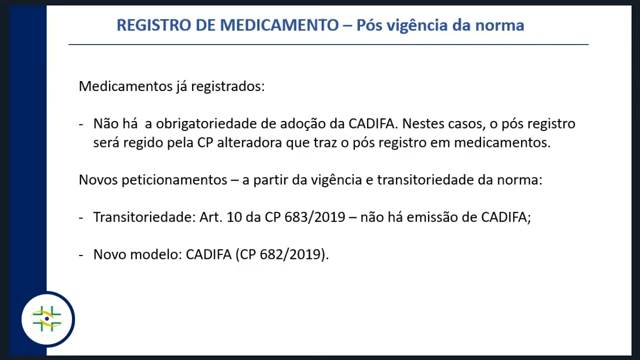 REGISTRO DE MEDICAMENTO – Pós vigência da norma
Medicamentos já registrados:
- Não há a obrigatoriedade de adoção da CADIFA. Nestes casos, o pós registro
será regido pela CP alteradora que traz o pós registro em medicamentos.
Novos peticionamentos – a partir da vigência e transitoriedade da norma:
- Transitoriedade: Art. 10 da CP 683/2019 – não há emissão de CADIFA;
- Novo modelo: CADIFA (CP 682/2019).